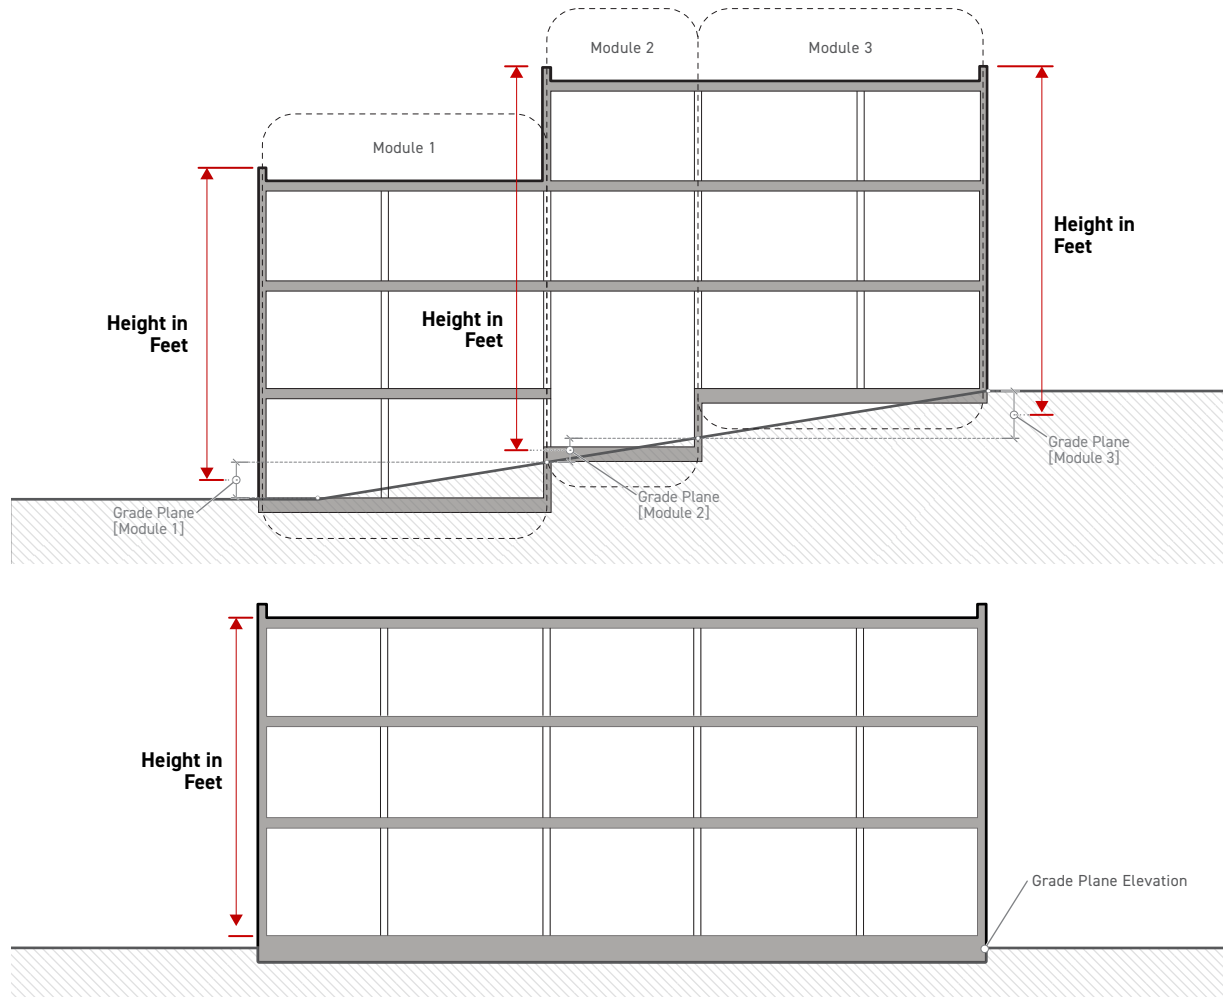 Module 2
Module 3
Module 1
Height in
Feet
Height in
Feet
Height in
Feet
Grade Plane
[Module 3]
Grade Plane
[Module 2]
Grade Plane
[Module 1]
Height in
Feet
Grade Plane Elevation